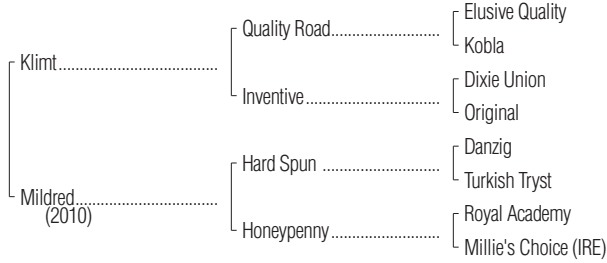 Elusive Quality
Quality Road
Kobla
Klimt
Dixie Union
Inventive
Original
Danzig
Hard Spun
Turkish Tryst
Mildred
(2010)
Royal Academy
Honeypenny
Millie's Choice (IRE)